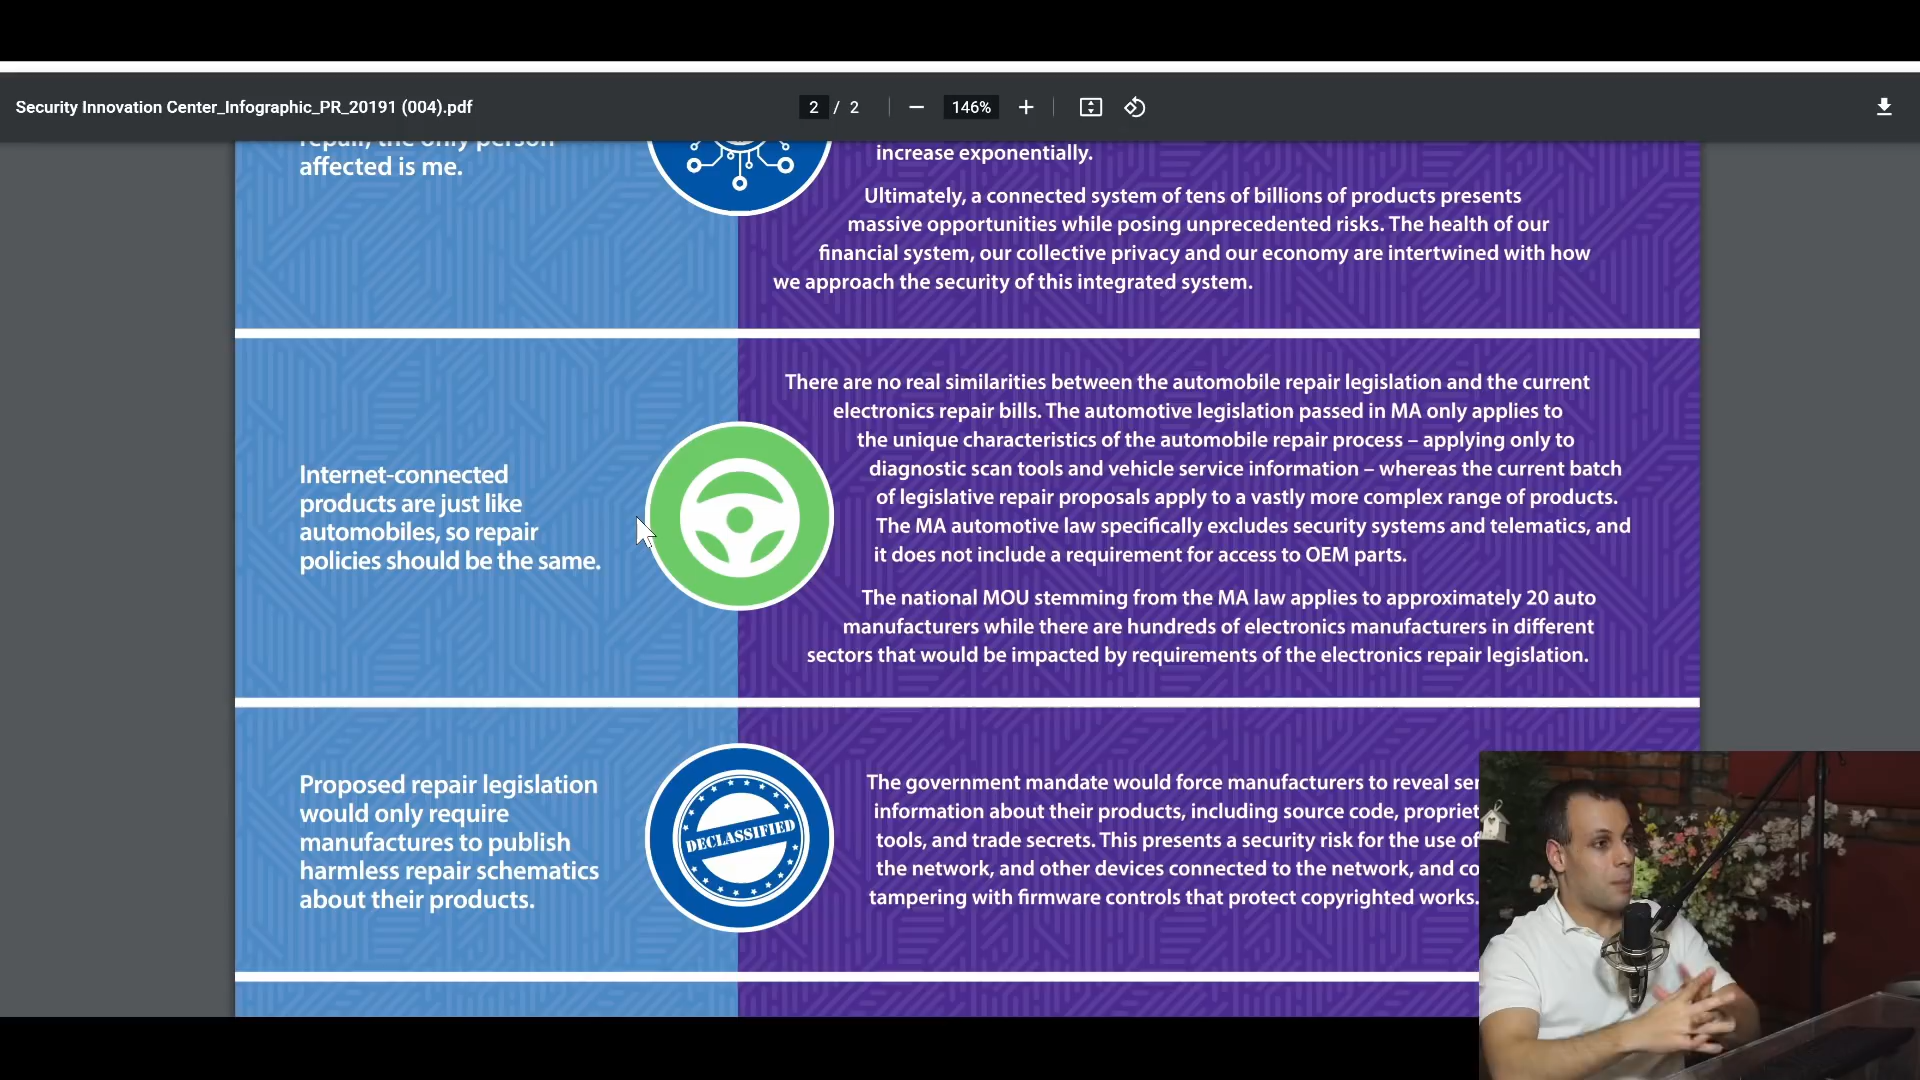 Security Innovation Center_Infographic_PR_20191 (004).pdf
2 / 2
146%
affected is me.
increase exponentially.
Ultimately, a connected system of tens of billions of products presents
massive opportunities while posing unprecedented risks. The health of our
financial system, our collective privacy and our economy are intertwined with how
we approach the security of this integrated system.
Internet-connected
products are just like
automobiles, so repair
policies should be the same.
There are no real similarities between the automobile repair legislation and the current
electronics repair bills. The automotive legislation passed in MA only applies to
the unique characteristics of the automobile repair process – applying only to
diagnostic scan tools and vehicle service information – whereas the current batch
of legislative repair proposals apply to a vastly more complex range of products.
The MA automotive law specifically excludes security systems and telematics, and
it does not include a requirement for access to OEM parts.
The national MOU stemming from the MA law applies to approximately 20 auto
manufacturers while there are hundreds of electronics manufacturers in different
sectors that would be impacted by requirements of the electronics repair legislation.
Proposed repair legislation
would only require
manufactures to publish
harmless repair schematics
about their products.
DECLASSIFIED
The government mandate would force manufacturers to reveal
information about their products, including source code,
tools, and trade secrets. This presents a security risk for the use of
the network, and other devices connected to the network, and
tampering with firmware controls that protect copyrighted works.